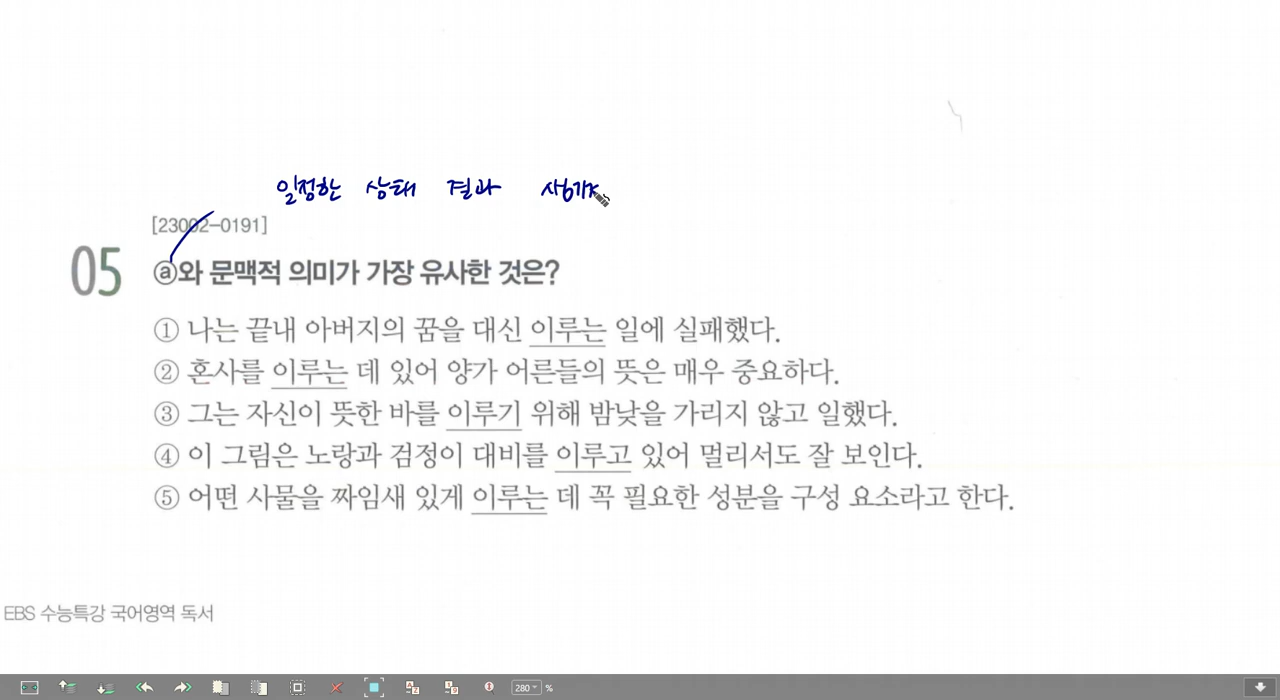 일정한 상태 결과
[23002-0191]
05 ⓐ와 문맥적 의미가 가장 유사한 것은?
① 나는 끝내 아버지의 꿈을 대신 이루는 일에 실패했다.
② 혼사를 이루는 데 있어 양가 어른들의 뜻은 매우 중요하다.
③ 그는 자신이 뜻한 바를 이루기 위해 밤낮을 가리지 않고 일했다.
④ 이 그림은 노랑과 검정이 대비를 이루고 있어 멀리서도 잘 보인다.
⑤ 어떤 사물을 짜임새 있게 이루는 데 꼭 필요한 성분을 구성 요소라고 한다.
EBS 수능특강 국어영역 독서
280 %